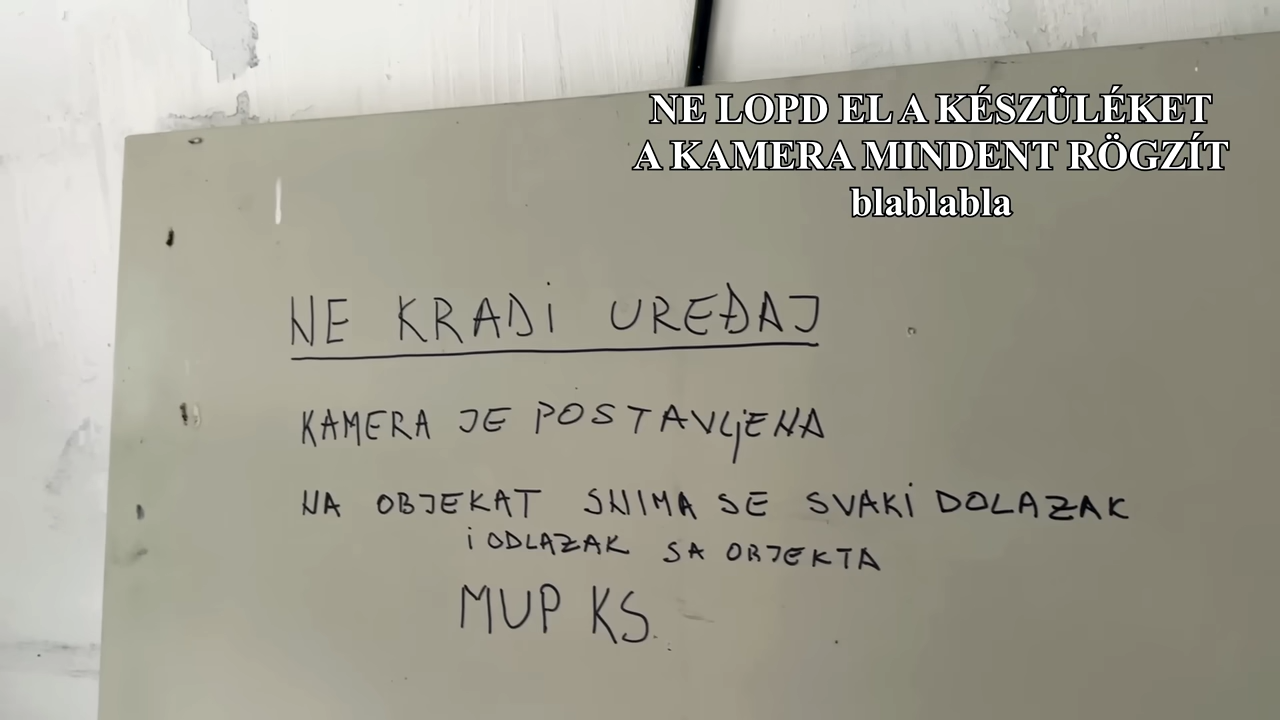 NE LOPD EL A KÉSZÜLÉKET
A KAMERA MINDENT RÖGZÍT
blablabla
NE KRADI UREĐAJ
KAMERA JE POSTAVLjENA
NA OBJEKAT SNIMA SE SVAKI DOLAZAK
i ODLAZAK SA OBJEKTA
MUP KS.